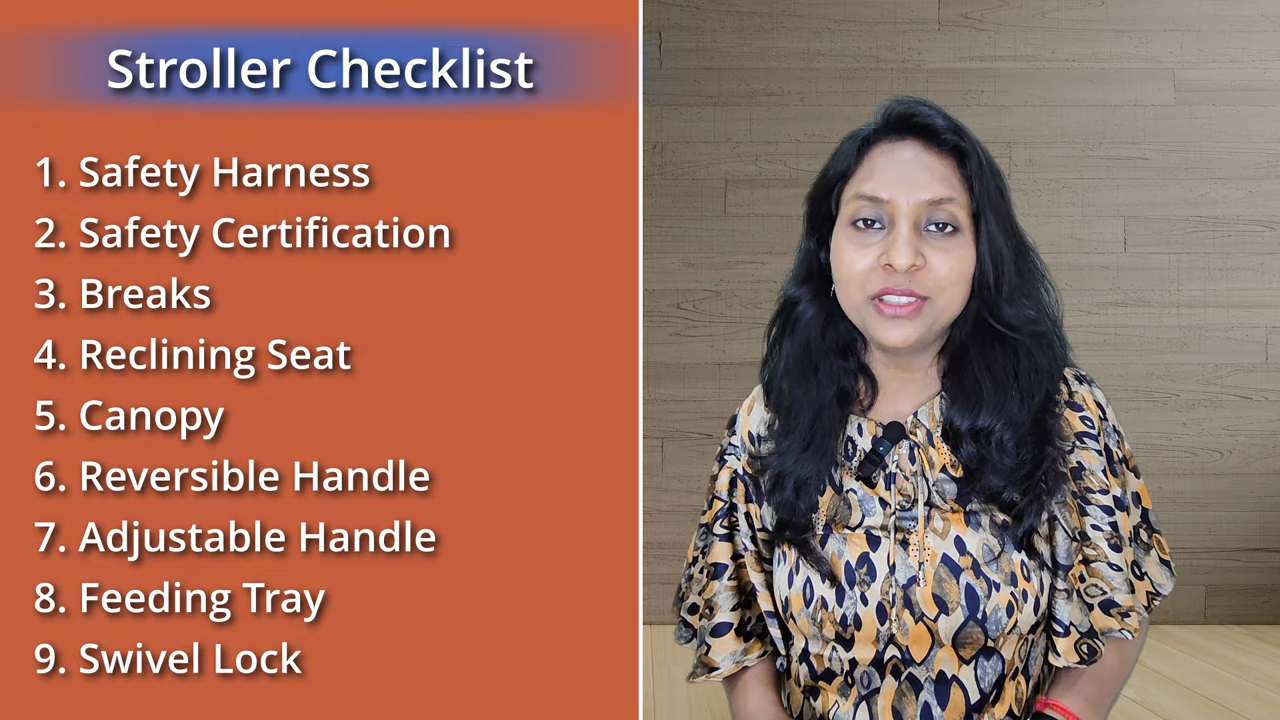 Stroller Checklist
1. Safety Harness
2. Safety Certification
3. Breaks
4. Reclining Seat
5. Canopy
6. Reversible Handle
7. Adjustable Handle
8. Feeding Tray
9. Swivel Lock